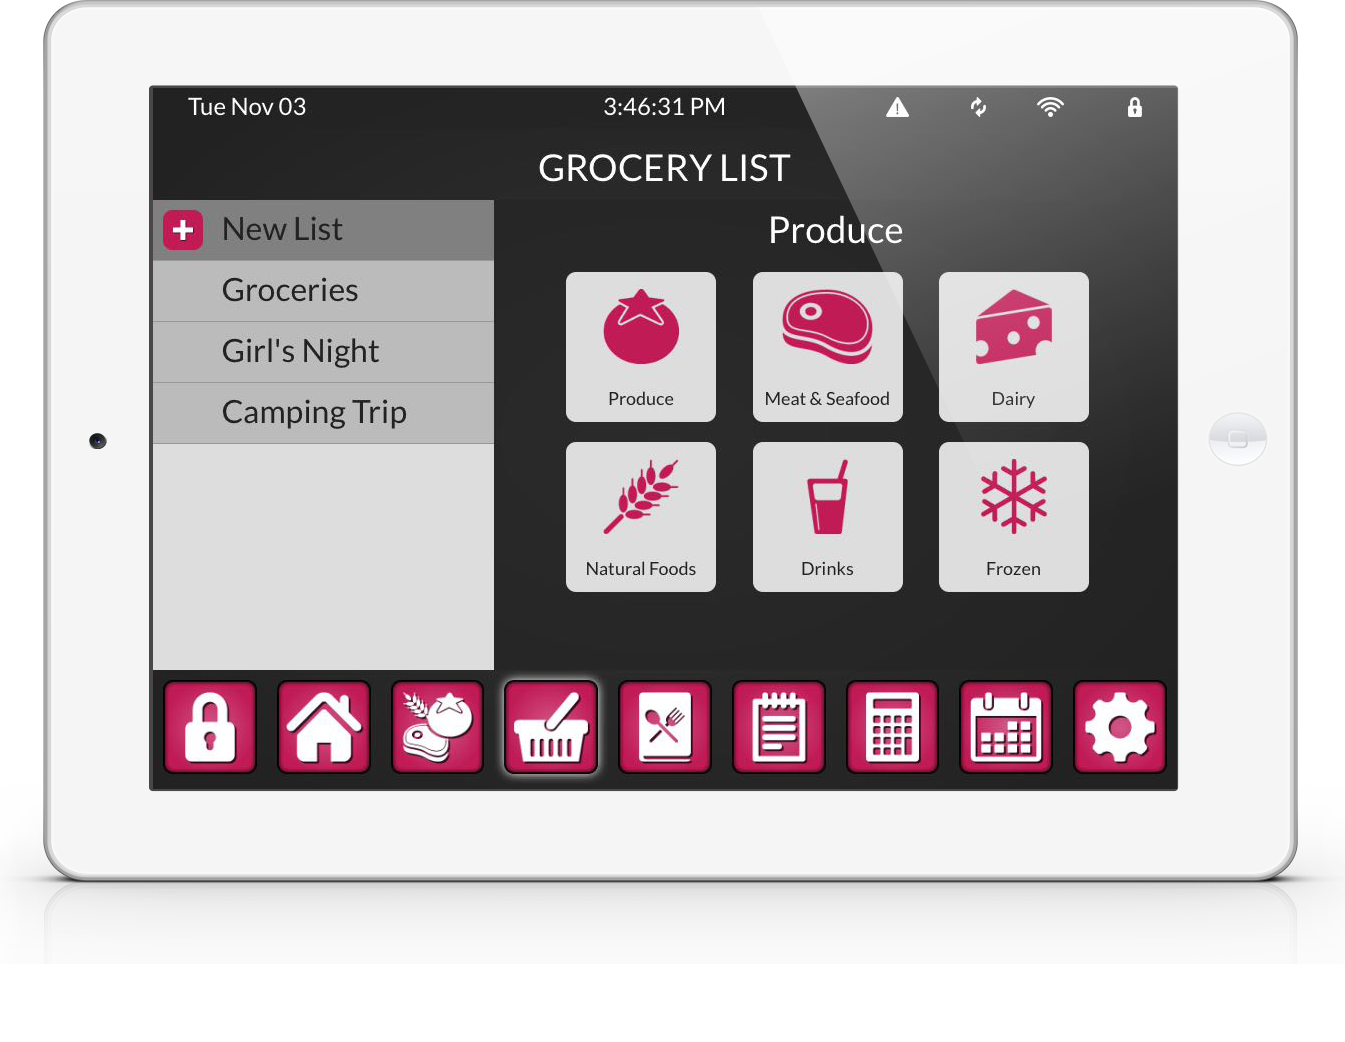 Tue Nov 03
3:46:31 PM
GROCERY LIST
New List
Groceries
Girl's Night
Camping Trip
Produce
Produce
Meat & Seafood
Dairy
Natural Foods
Drinks
Frozen